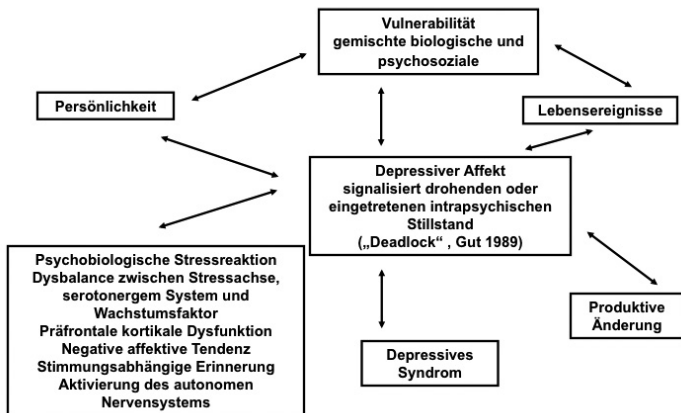 Vulnerabilität
gemischte biologische und
psychosoziale
Persönlichkeit
Lebensereignisse
Depressiver Affekt
signalisiert drohenden oder
eingetretenen intrapsychischen
Stillstand
(„Deadlock“ , Gut 1989)
Psychobiologische Stressreaktion
Dysbalance zwischen Stressachse,
serotonergem System und
Wachstumsfaktor
Präfrontale kortikale Dysfunktion
Negative affektive Tendenz
Stimmungsabhängige Erinnerung
Aktivierung des autonomen
Nervensystems
Depressives
Syndrom
Produktive
Änderung